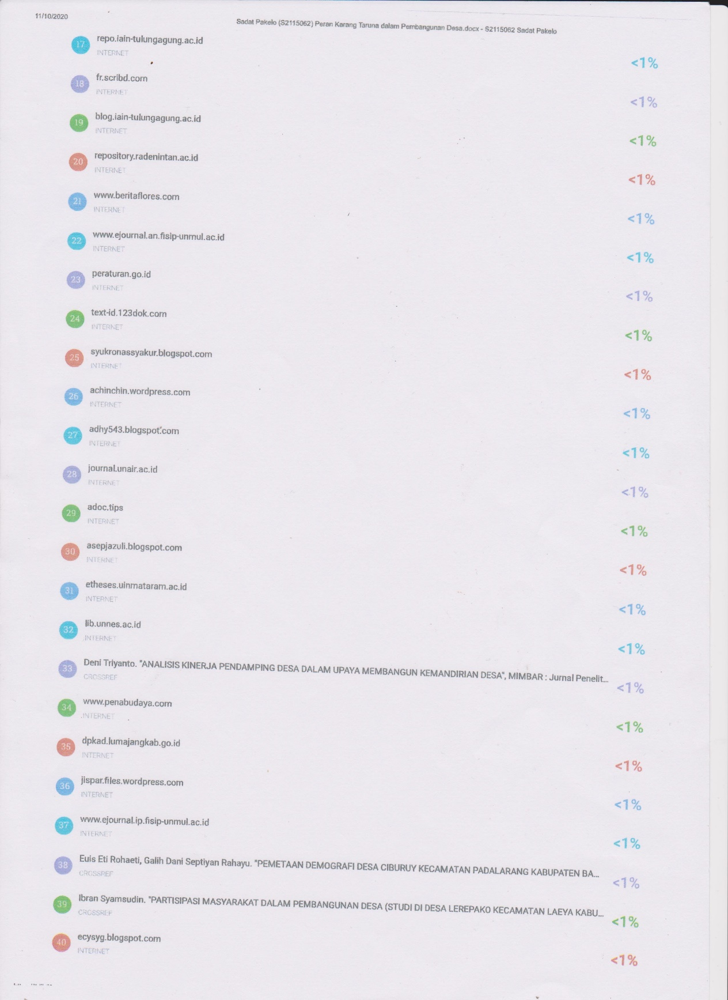 11/10/2020
Sadat Pakelo (S2115062) Peran Karang Taruna dalam Pembangunan Desa.docx - S2115062 Sadat Pakelo
17 repo.iain-tulungagung.ac.id
INTERNET
<1%
18 fr.scribd.com
INTERNET
<1%
19 blog.iain-tulungagung.ac.id
INTERNET
<1%
20 repository.radenintan.ac.id
INTERNET
<1%
21 www.beritaflores.com
INTERNET
<1%
22 www.ejournal.an.fisip-unmul.ac.id
INTERNET
<1%
23 peraturan.go.id
INTERNET
<1%
24 text-id.123dok.com
INTERNET
<1%
25 syukronassyakur.blogspot.com
INTERNET
<1%
26 achinchin.wordpress.com
INTERNET
<1%
27 adhy543.blogspot.com
INTERNET
<1%
28 journal.unair.ac.id
INTERNET
<1%
29 adoc.tips
INTERNET
<1%
30 asepjazuli.blogspot.com
INTERNET
<1%
31 etheses.uinmataram.ac.id
INTERNET
<1%
32 lib.unnes.ac.id
INTERNET
<1%
33 Deni Triyanto. "ANALISIS KINERJA PENDAMPING DESA DALAM UPAYA MEMBANGUN KEMANDIRIAN DESA", MIMBAR : Jurnal Penelit...
CROSSREF
<1%
34 www.penabudaya.com
INTERNET
<1%
35 dpkad.lumajangkab.go.id
INTERNET
<1%
36 jispar.files.wordpress.com
INTERNET
<1%
37 www.ejournal.ip.fisip-unmul.ac.id
INTERNET
<1%
38 Euis Eti Rohaeti, Galih Dani Septiyan Rahayu. "PEMETAAN DEMOGRAFI DESA CIBURUY KECAMATAN PADALARANG KABUPATEN BA...
CROSSREF
<1%
39 Ibran Syamsudin. "PARTISIPASI MASYARAKAT DALAM PEMBANGUNAN DESA (STUDI DI DESA LEREPAKO KECAMATAN LAEYA KABU...
CROSSREF
<1%
40 ecysyg.blogspot.com
INTERNET
<1%